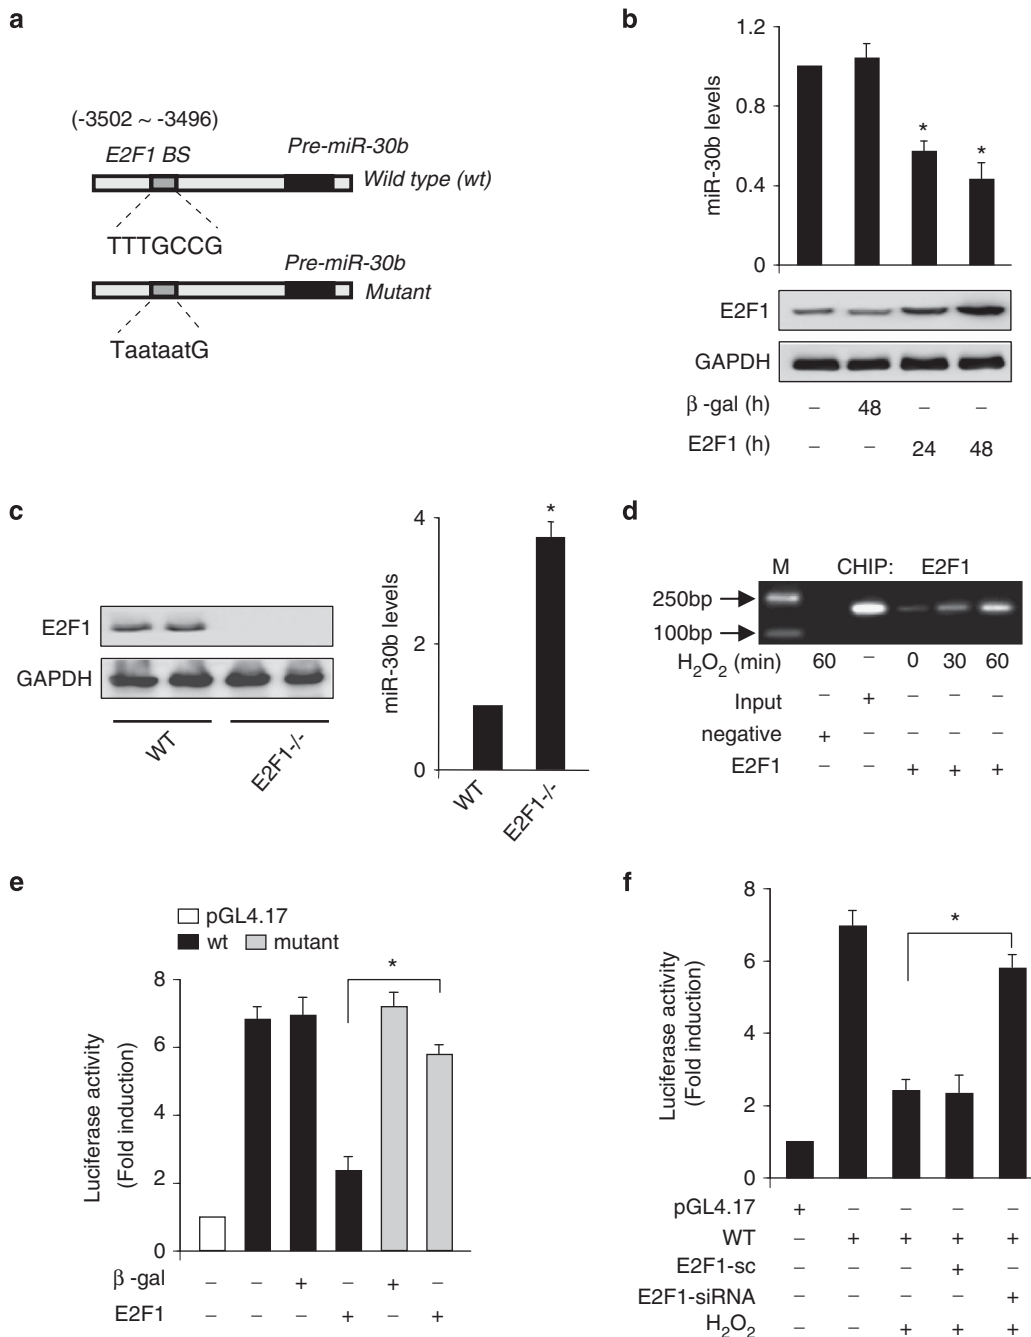 a
(-3502 ~ -3496)
E2F1 BS
Pre-miR-30b
Wild type (wt)
TTTGCCG
Pre-miR-30b
Mutant
TaataatG
b
1.2
0.8
0.4
0
miR-30b levels
* *
E2F1
GAPDH
β -gal (h) – 48 – –
E2F1 (h) – – 24 48
c
E2F1
GAPDH
WT E2F1-/-
4
2
0
miR-30b levels
*
WT E2F1-/-
d
M CHIP: E2F1
250bp
100bp
H2O2 (min) 60 – 0 30 60
Input – + – – –
negative + – – – –
E2F1 – – + + +
e
pGL4.17
wt mutant
8
6
4
2
0
Luciferase activity
(Fold induction)
*
β -gal – – + – + –
E2F1 – – – + – +
f
8
6
4
2
0
Luciferase activity
(Fold induction)
*
pGL4.17 + – – – –
WT – + + + +
E2F1-sc – – – + –
E2F1-siRNA – – – – +
H2O2 – – + + +